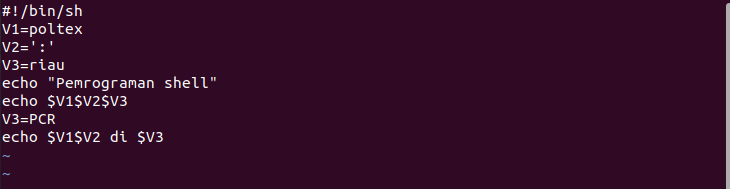 #!/bin/sh
V1=poltex
V2=':'
V3=riau
echo "Pemrograman shell"
echo $V1$V2$V3
V3=PCR
echo $V1$V2 di $V3
~
~